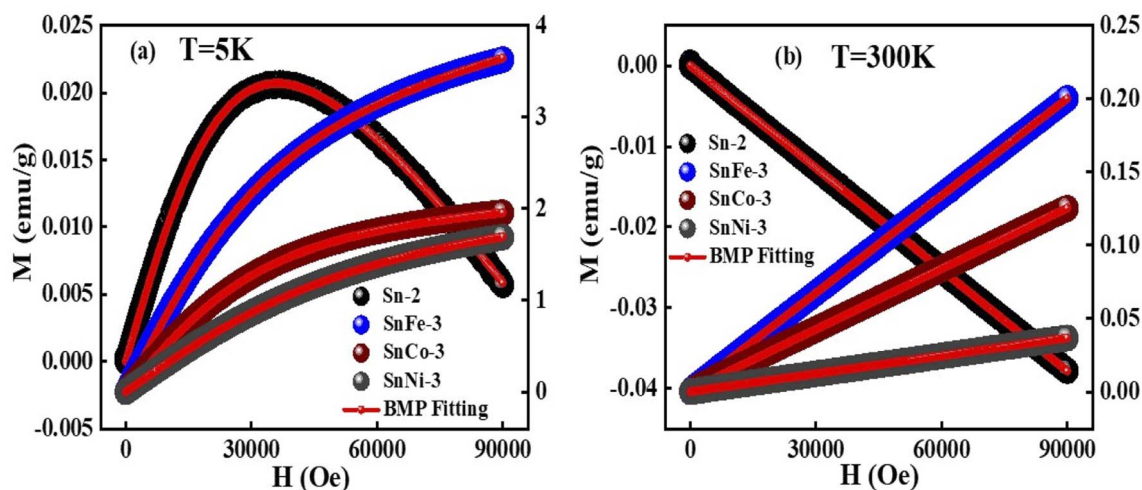 (a) T=5K
M (emu/g)
0.025
0.020
0.015
0.010
0.005
0.000
-0.005
4
3
2
1
0
Sn-2
SnFe-3
SnCo-3
SnNi-3
BMP Fitting
0 30000 60000 90000
H (Oe)
(b) T=300K
M (emu/g)
0.00
-0.01
-0.02
-0.03
-0.04
0.25
0.20
0.15
0.10
0.05
0.00
Sn-2
SnFe-3
SnCo-3
SnNi-3
BMP Fitting
0 30000 60000 90000
H (Oe)